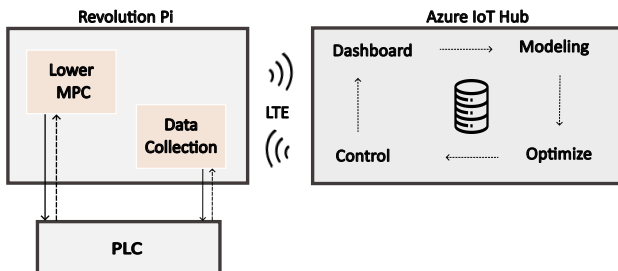 Revolution Pi
Azure IoT Hub
Lower
MPC
Data
Collection
LTE
Dashboard
Modeling
Control
Optimize
PLC